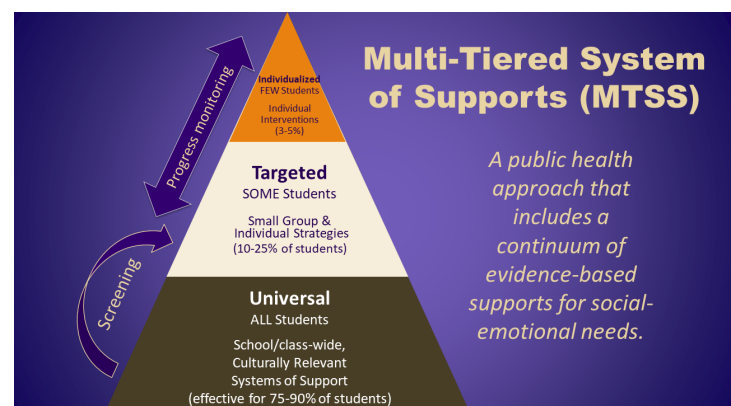 Multi-Tiered System
of Supports (MTSS)
A public health
approach that
includes a
continuum of
evidence-based
supports for social-
emotional needs.
Progress monitoring
Screening
Individualized
FEW Students
Individual
Interventions
(3-5%)
Targeted
SOME Students
Small Group &
Individual Strategies
(10-25% of students)
Universal
ALL Students
School/class-wide,
Culturally Relevant
Systems of Support
(effective for 75-90% of students)